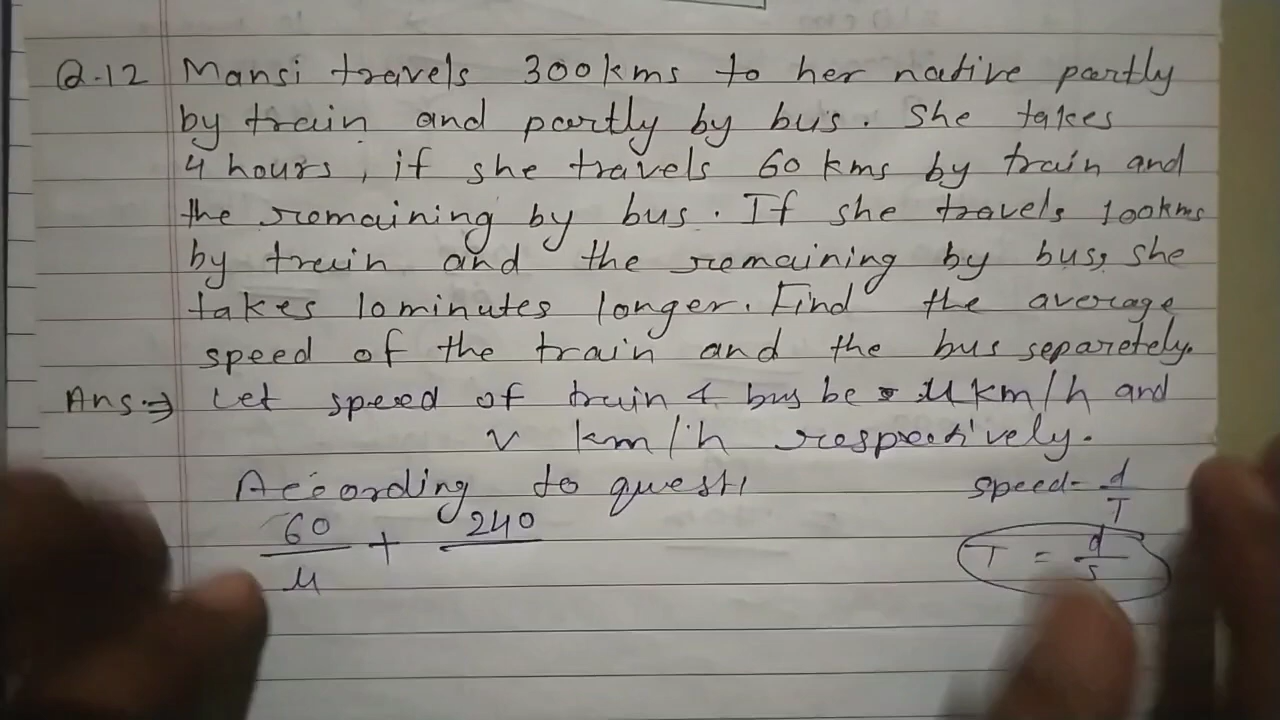 Q.12 Mansi travels 300kms to her native partly
by train and partly by bus. She takes
4 hours, if she travels 60 kms by train and
the remaining by bus. If she travels 100kms
by train and the remaining by bus, she
takes 10minutes longer. Find the average
speed of the train and the bus separetely.
Ans⇒ Let speed of train & bus be u km/h and
v km/h respectively.
According to questi
speed = d/T
60/u + 240
T = d/s